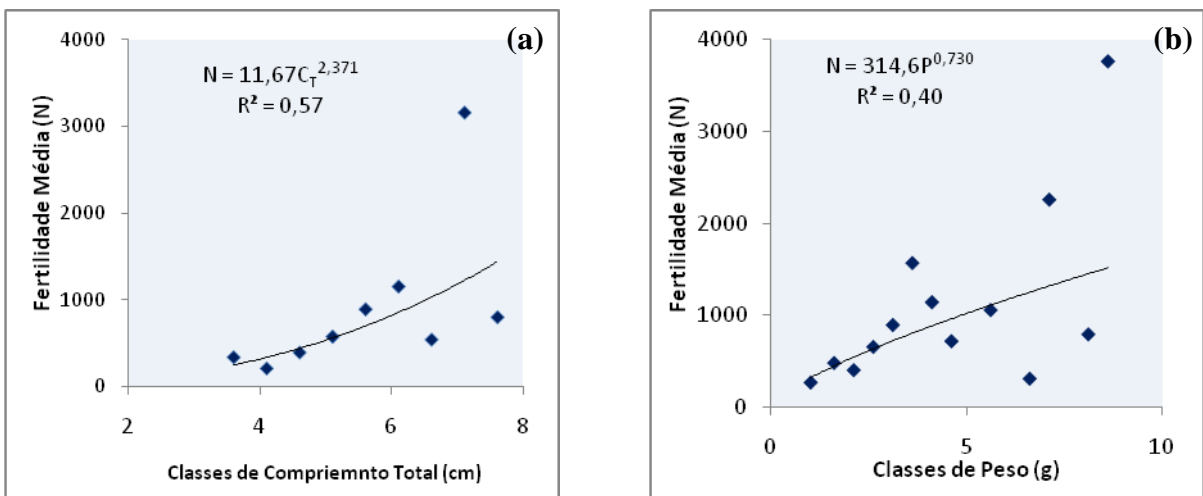 (a)
N = 11,67C_T^2,371
R² = 0,57
Fertilidade Média (N)
4000
3000
2000
1000
0
2
4
6
8
Classes de Compriemnto Total (cm)
(b)
N = 314,6P^0,730
R² = 0,40
Fertilidade Média (N)
4000
3000
2000
1000
0
0
5
10
Classes de Peso (g)